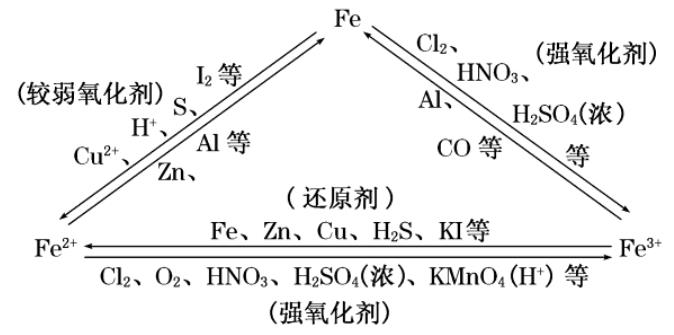 Fe
Cl₂、
HNO₃、
(强氧化剂)
I₂ 等
(较弱氧化剂)
S、
Al、
H₂SO₄(浓)
H⁺、
Al 等
CO 等
等
Cu²⁺、
Zn、
(还原剂)
Fe、Zn、Cu、H₂S、KI等
Fe²⁺
Fe³⁺
Cl₂、O₂、HNO₃、H₂SO₄(浓)、KMnO₄(H⁺) 等
(强氧化剂)